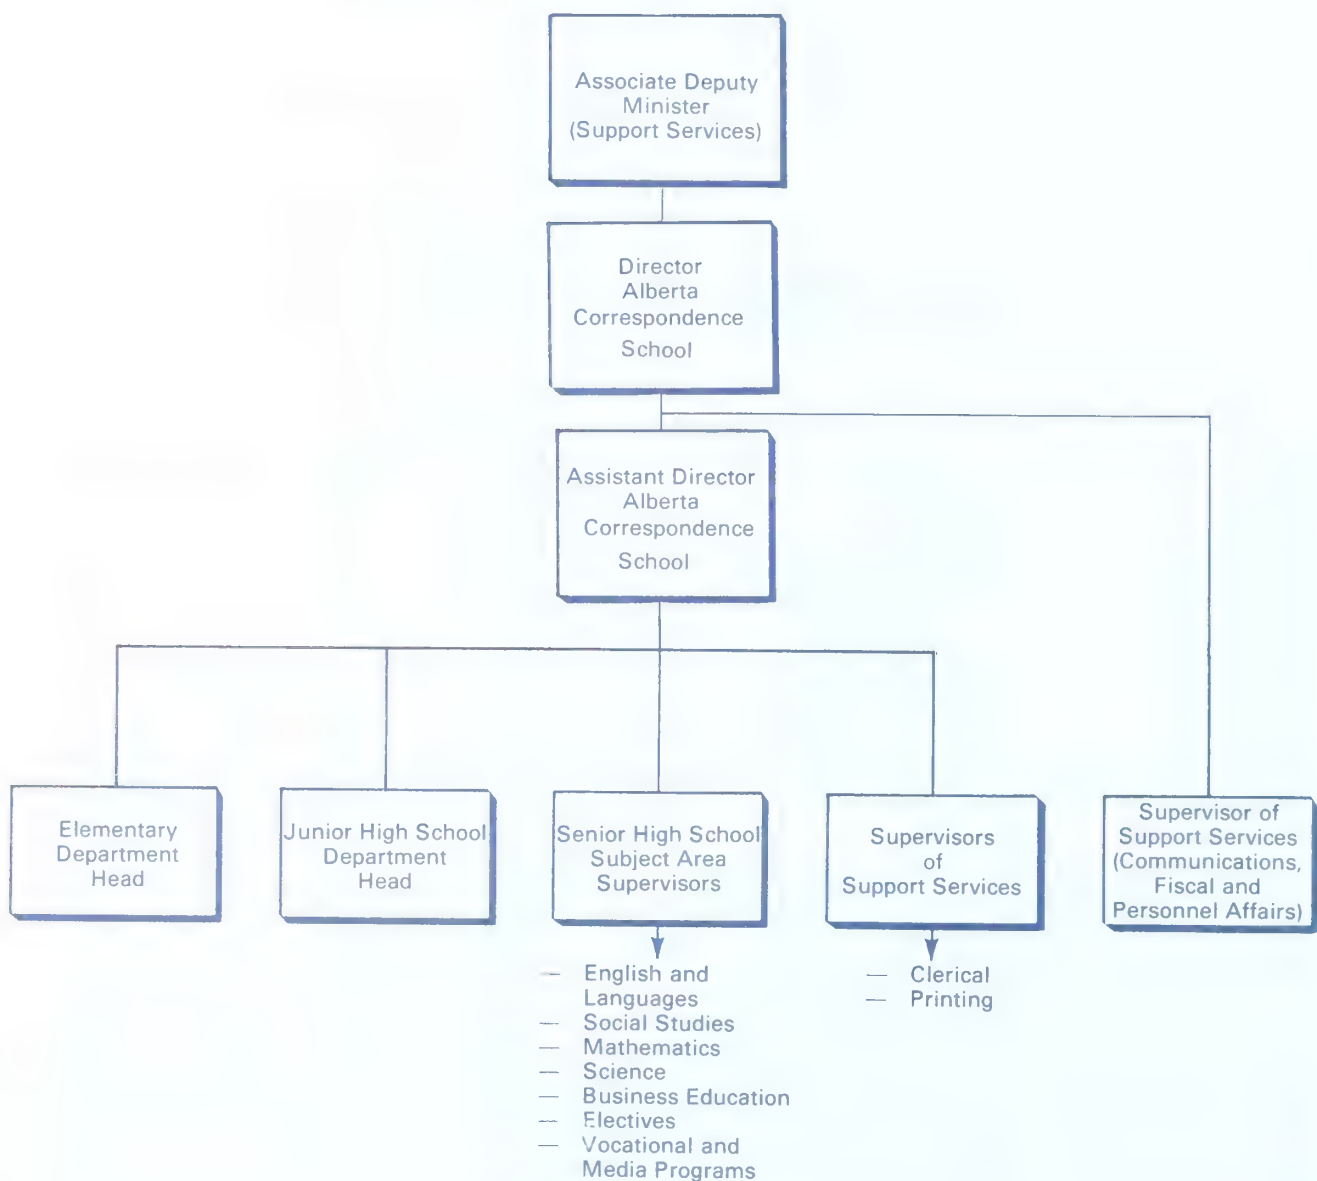 Associate Deputy
Minister
(Support Services)
Director
Alberta
Correspondence
School
Assistant Director
Alberta
Correspondence
School
Elementary
Department
Head
Junior High School
Department
Head
Senior High School
Subject Area
Supervisors
Supervisors
of
Support Services
Supervisor of
Support Services
(Communications,
Fiscal and
Personnel Affairs)
— English and
Languages
— Social Studies
— Mathematics
— Science
— Business Education
— Electives
— Vocational and
Media Programs
— Clerical
— Printing